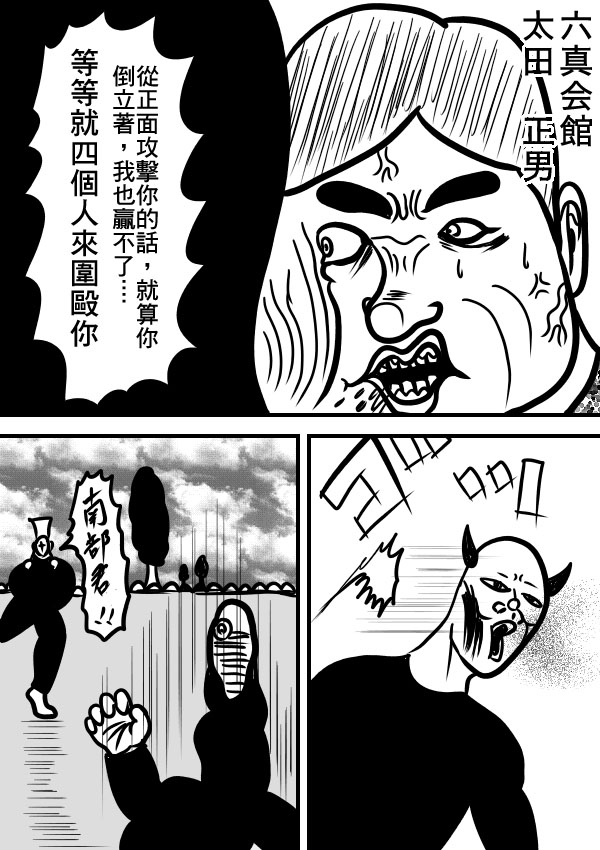 六真会館
太田 正男
從正面攻擊你的話，就算你
倒立著，我也贏不了…
等等就四個人來圍毆你
ゴロロ
南部君!!